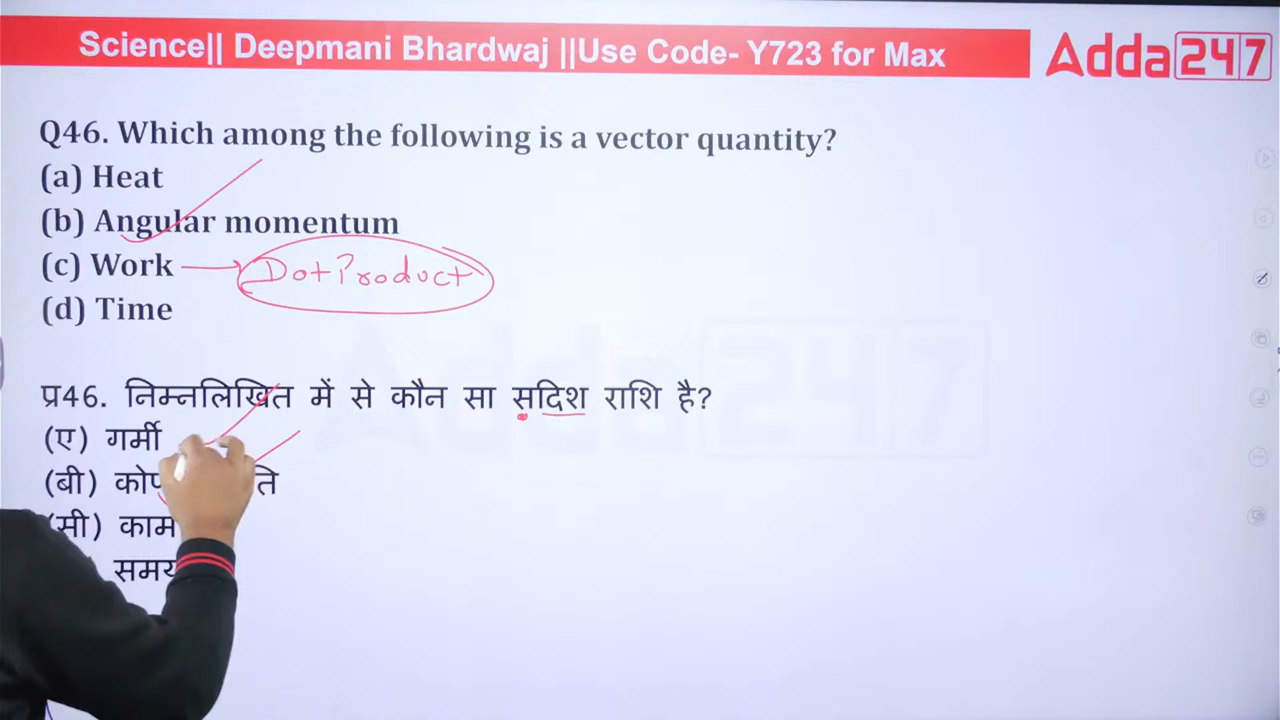 Science|| Deepmani Bhardwaj ||Use Code- Y723 for Max
Adda247
Q46. Which among the following is a vector quantity?
(a) Heat
(b) Angular momentum
(c) Work
Dot Product
(d) Time
प्र46. निम्नलिखित में से कौन सा सदिश राशि है?
(ए) गर्मी
(बी)
(सी) काम
समय